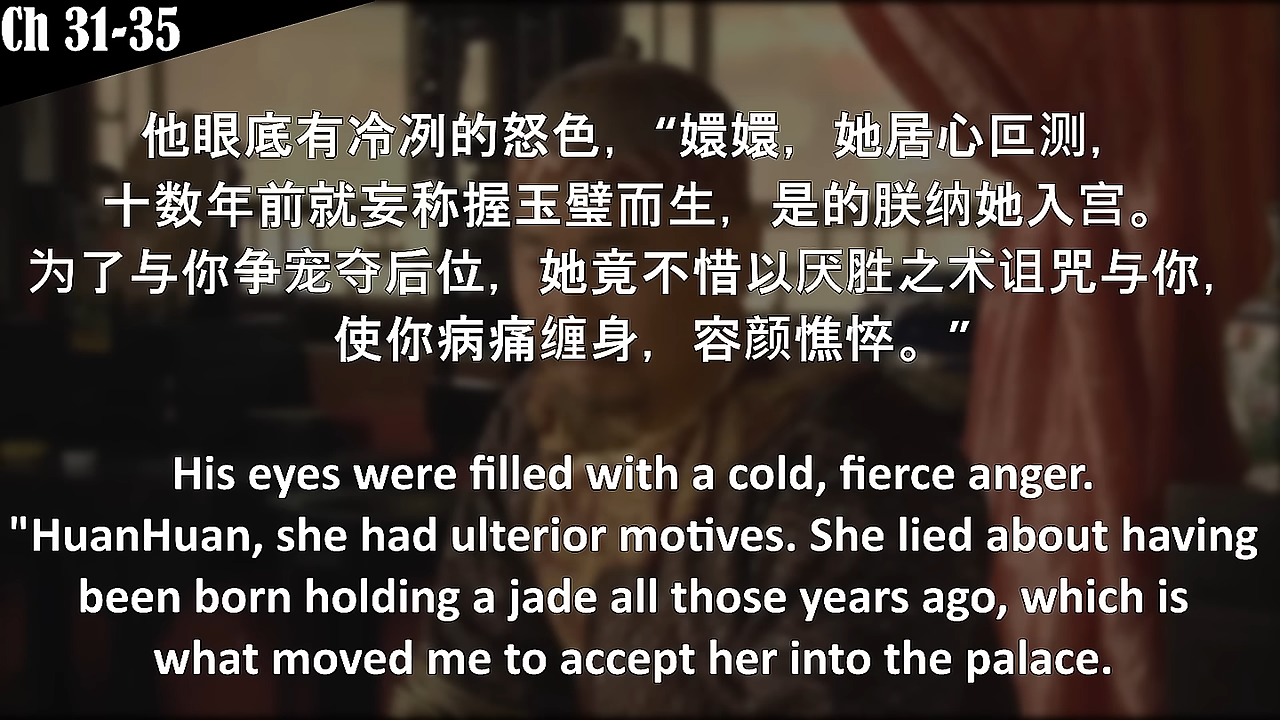 Ch 31-35
他眼底有冷冽的怒色，“嬛嬛，她居心叵测，
十数年前就妄称握玉璧而生，是的朕纳她入宫。
为了与你争宠夺后位，她竟不惜以厌胜之术诅咒与你，
使你病痛缠身，容颜憔悴。”
His eyes were filled with a cold, fierce anger.
"HuanHuan, she had ulterior motives. She lied about having
been born holding a jade all those years ago, which is
what moved me to accept her into the palace.